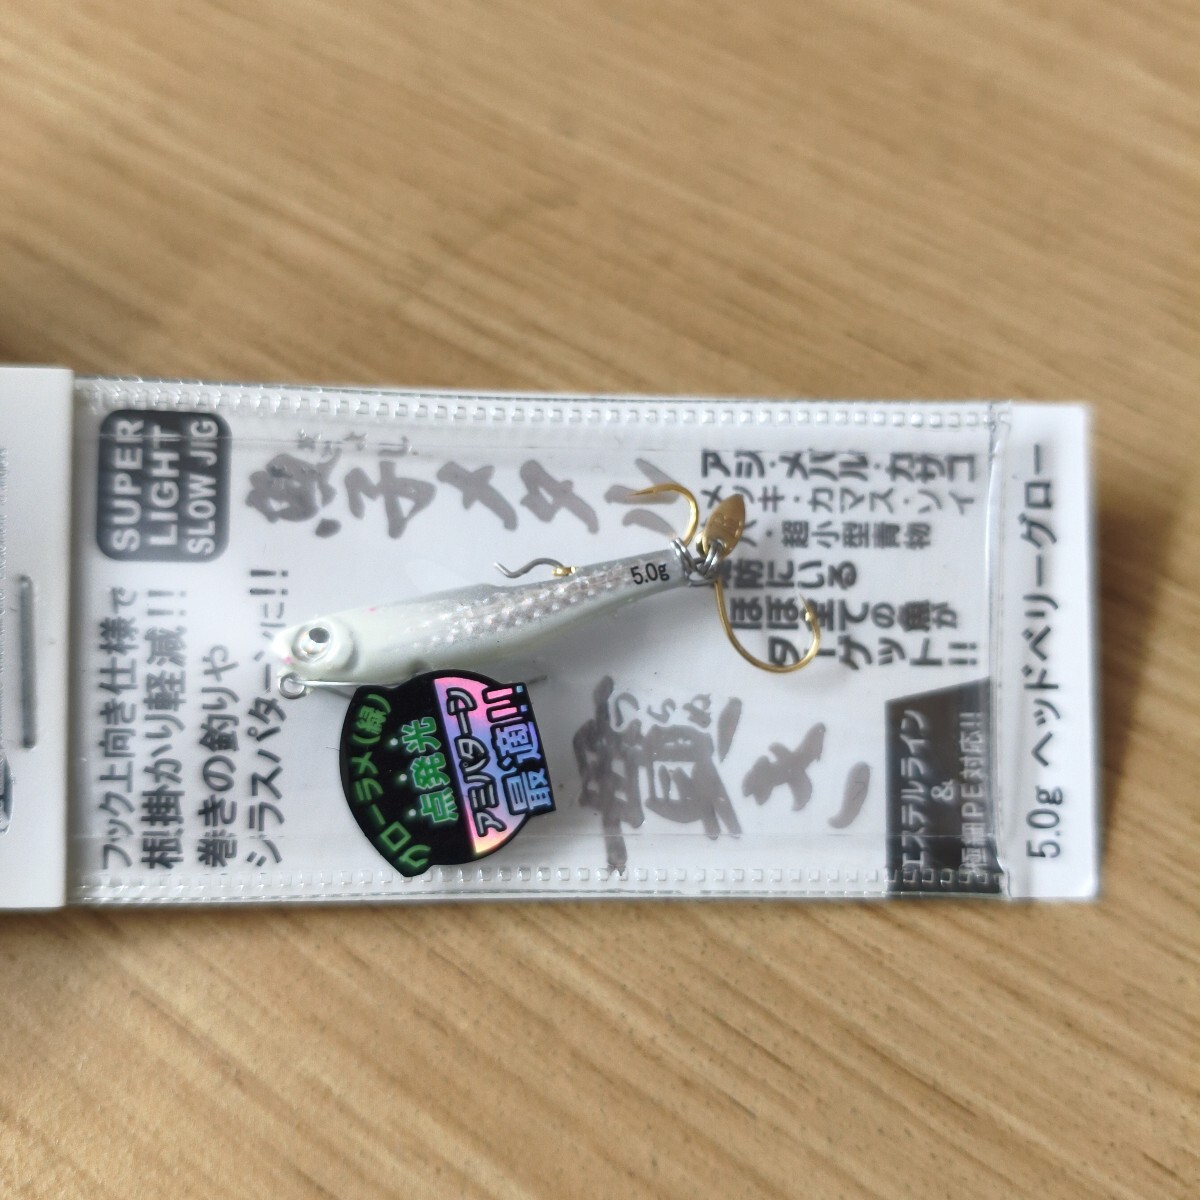 SUPER
LIGHT
SLOW JIG
メタル
アジ・メバル・カサゴ
メッキ・カマス・ソイ
超小型青物
にいる
ほぼ全ての魚が
ターゲット!!
フック上向き仕様で
根掛かり軽減!!
巻きの釣りや
シラスパターンに!!
5.0g
グローラメ(緑)
点発光
アミパターン
最適!!!
つらぬ
貫き
エステルライン
&
極細PE対応!!
5.0g ヘッドベリーグロー